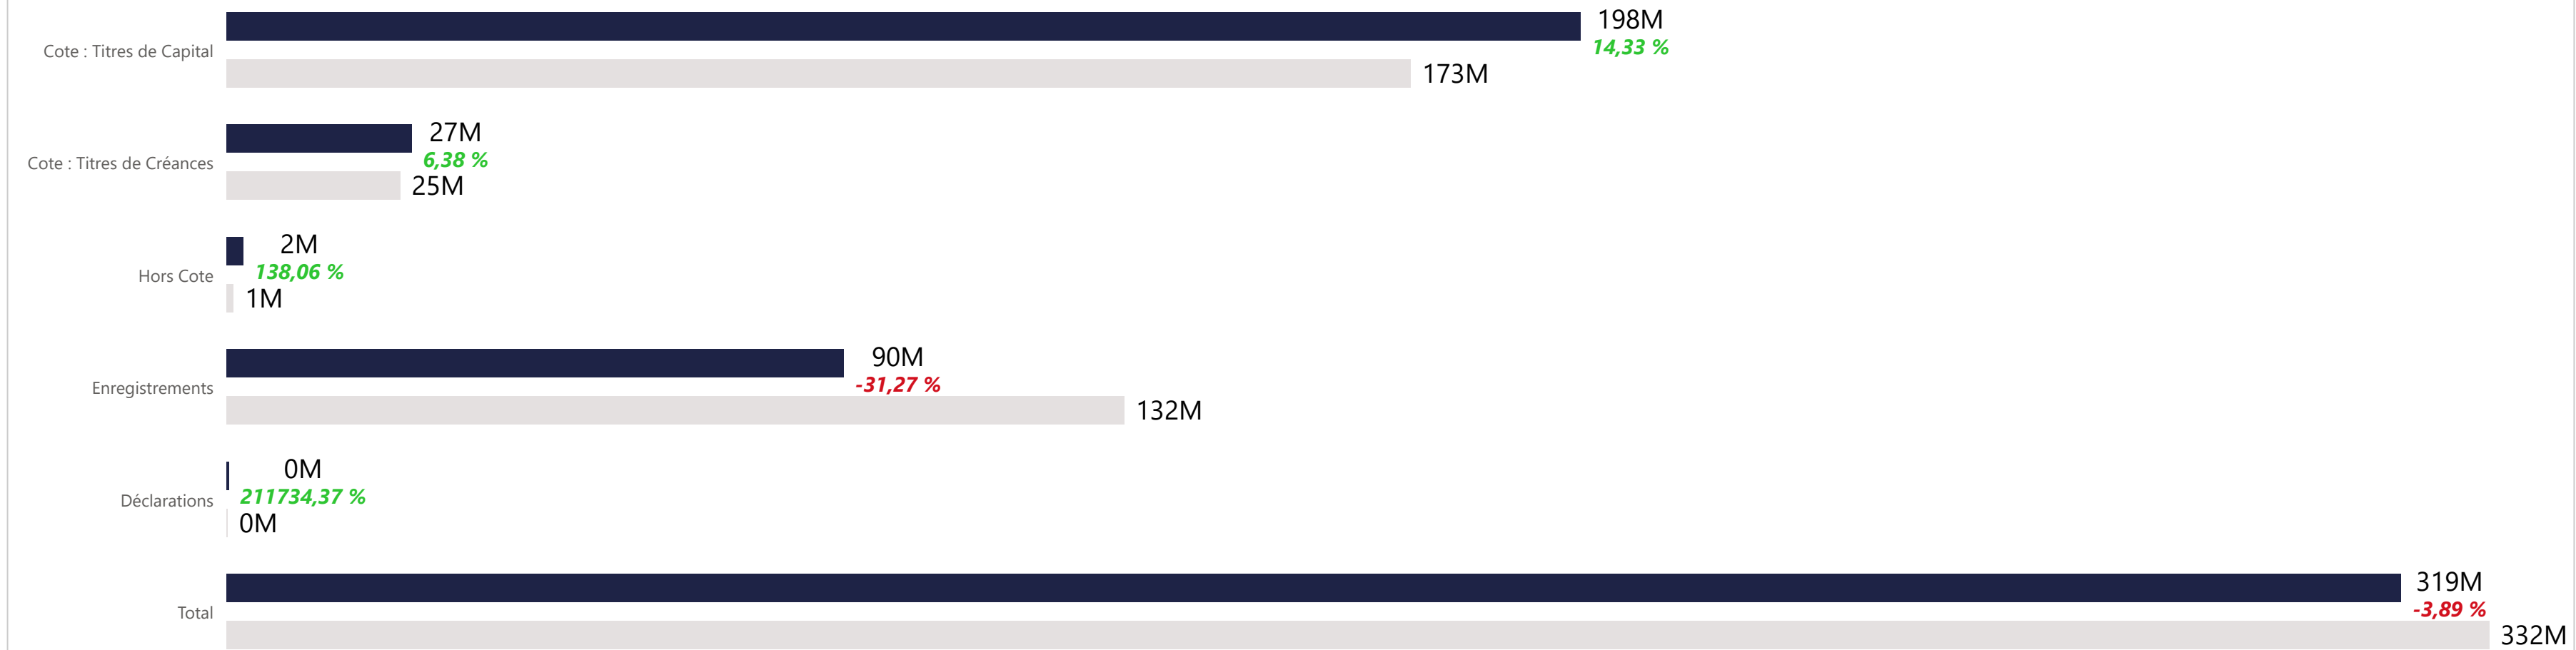 198M
14,33 %
Cote : Titres de Capital
173M
27M
6,38 %
Cote : Titres de Créances
25M
2M
138,06 %
Hors Cote
1M
90M
-31,27 %
Enregistrements
132M
0M
211734,37 %
Déclarations
0M
319M
-3,89 %
Total
332M